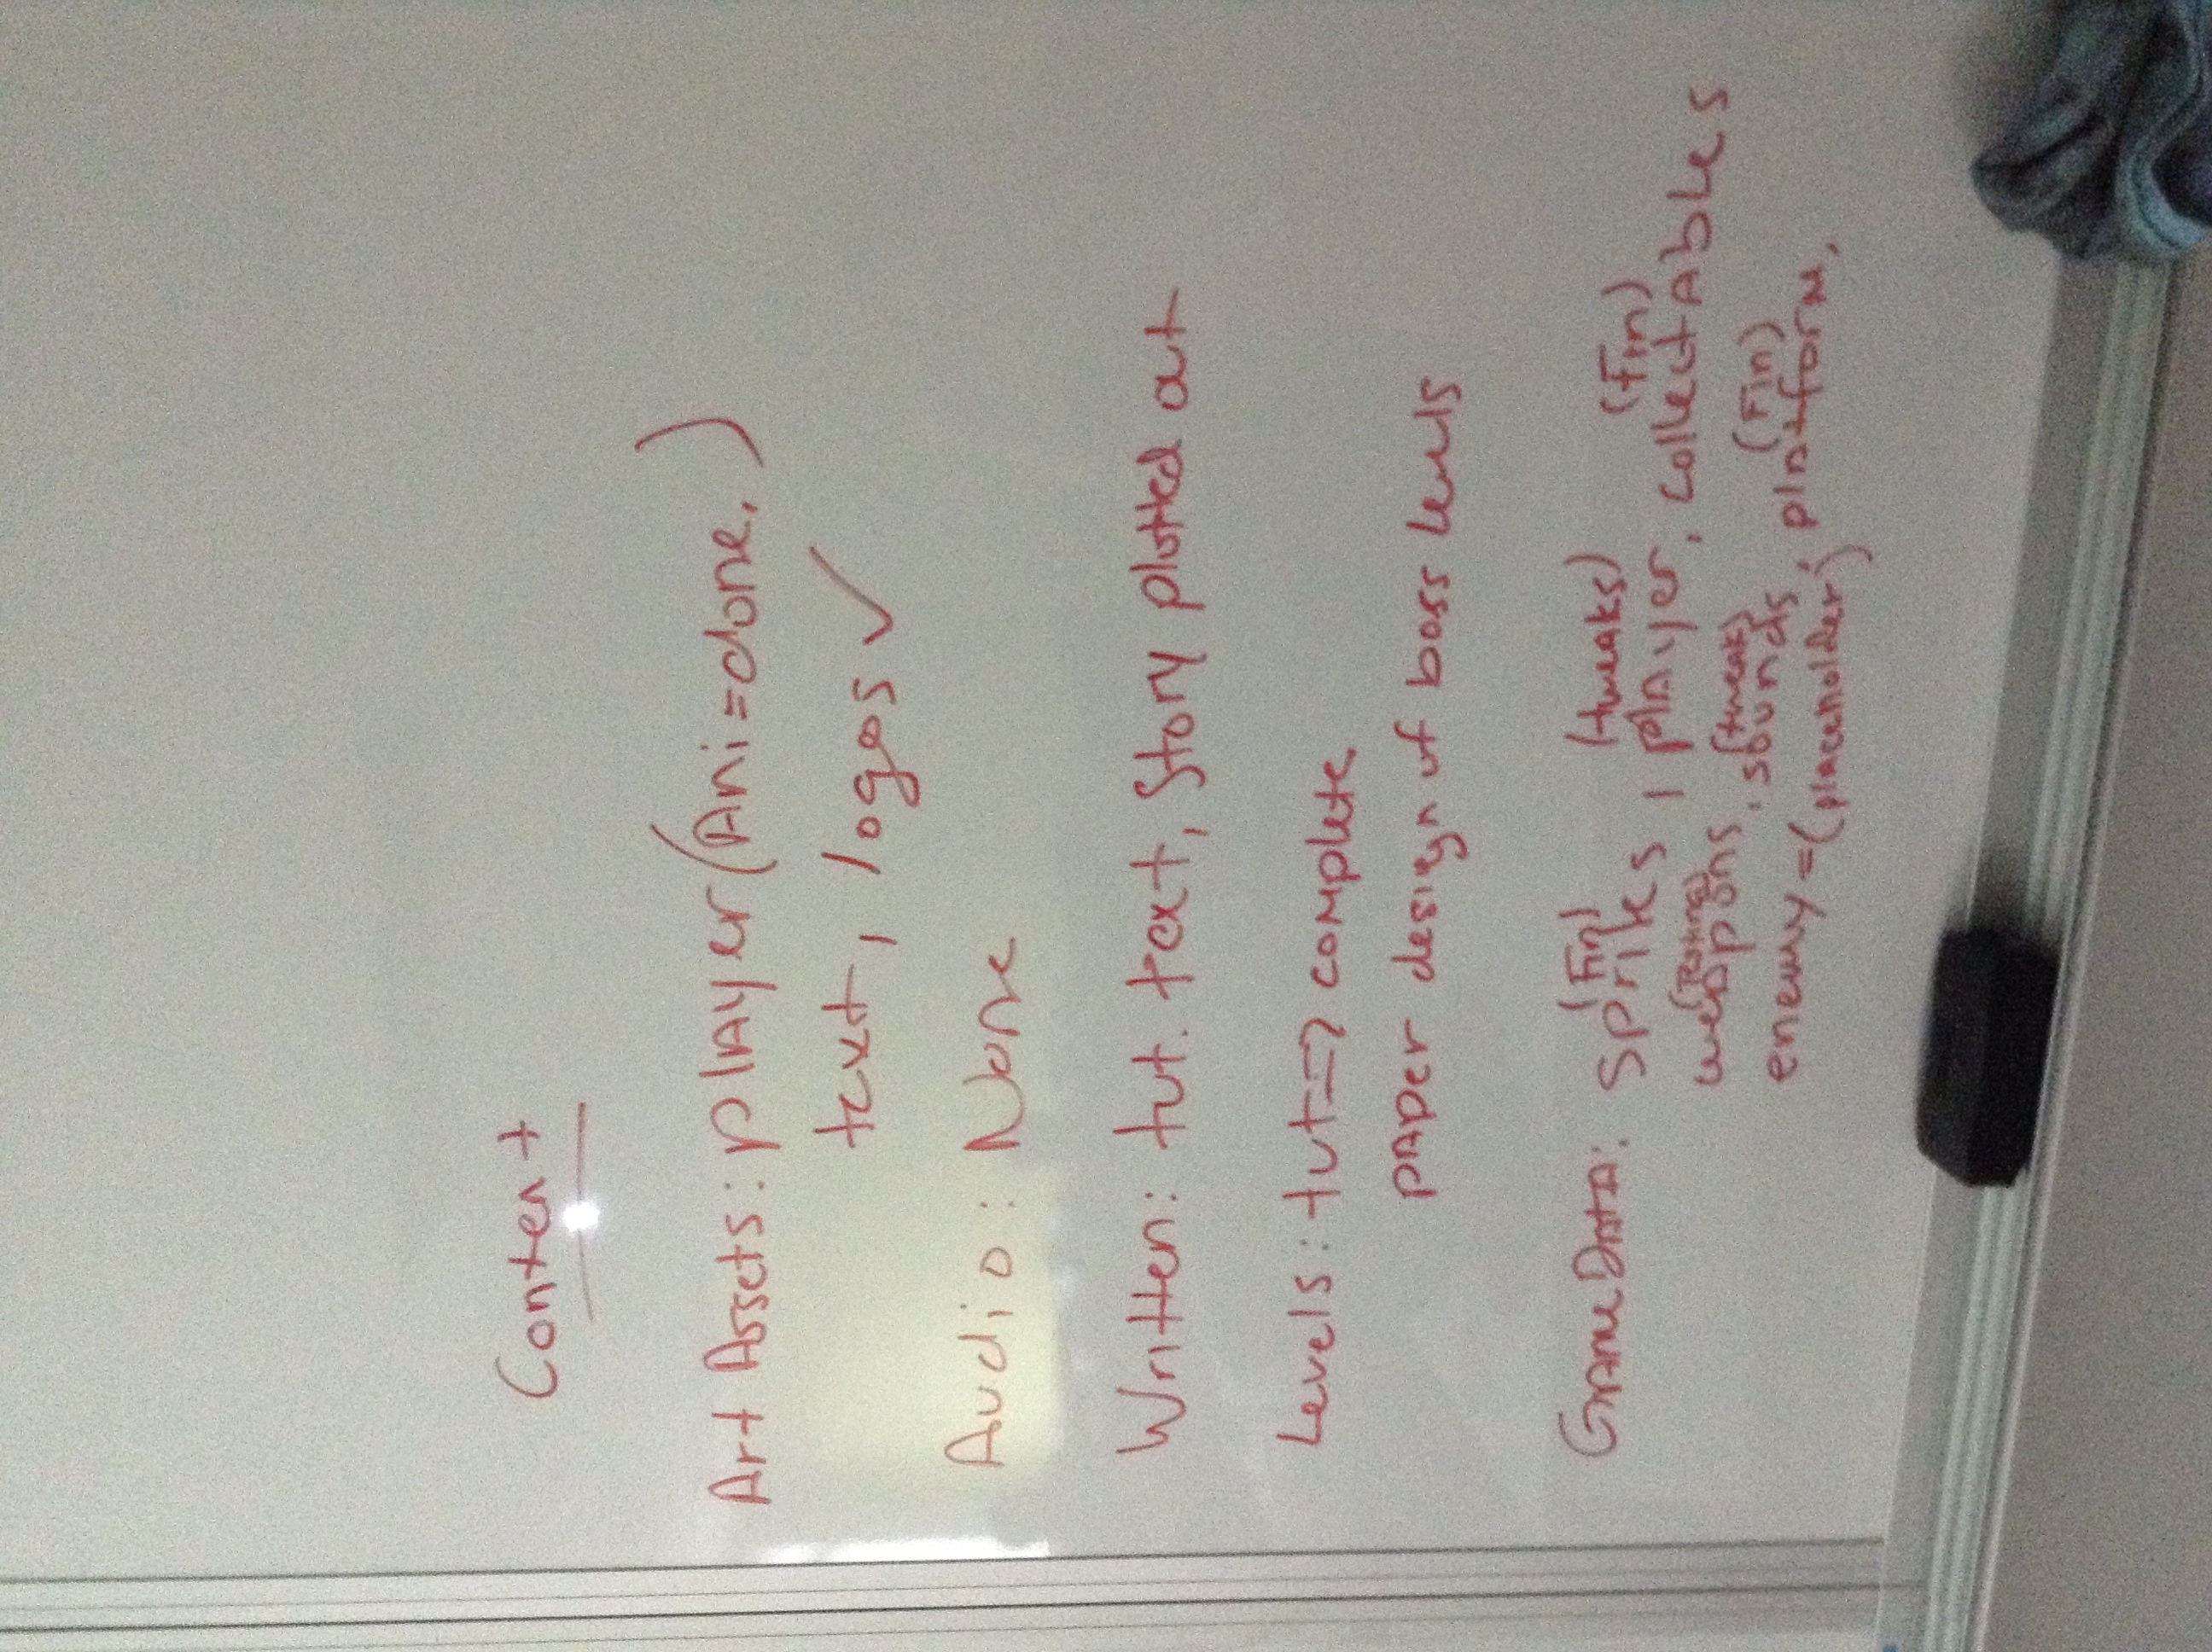 Content
Art Assets: player (Ani=done, )
text, logos ✓
Audio: None
Written: tut. text, Story plotted out
Levels: tut => complete
paper design of boss levels
(Fin) (tweaks) (Fin)
GameData: Sprites, player, collectables
(Testing) (tweak) (Fin)
weapons, sounds, platform,
enemy = (placeholder)